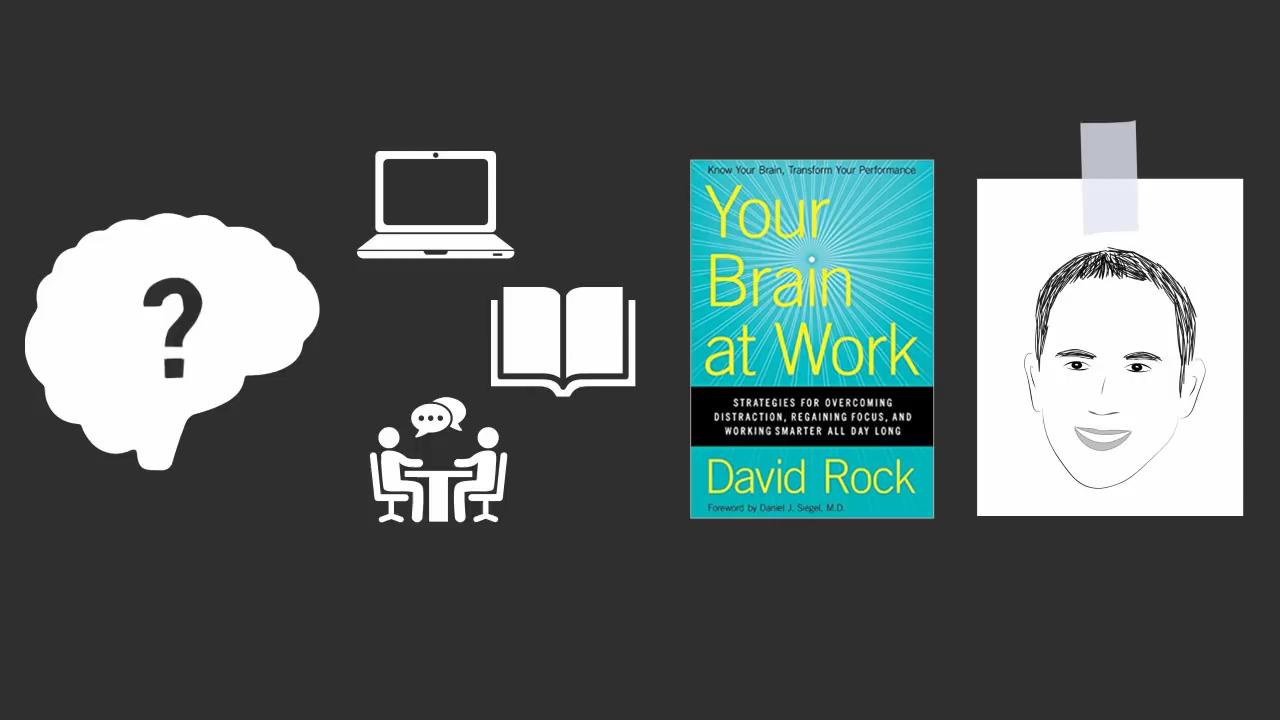 ?
Know Your Brain, Transform Your Performance
Your
Brain
at Work
STRATEGIES FOR OVERCOMING
DISTRACTION, REGAINING FOCUS, AND
WORKING SMARTER ALL DAY LONG
David Rock
Foreword by Daniel J. Siegel, M.D.